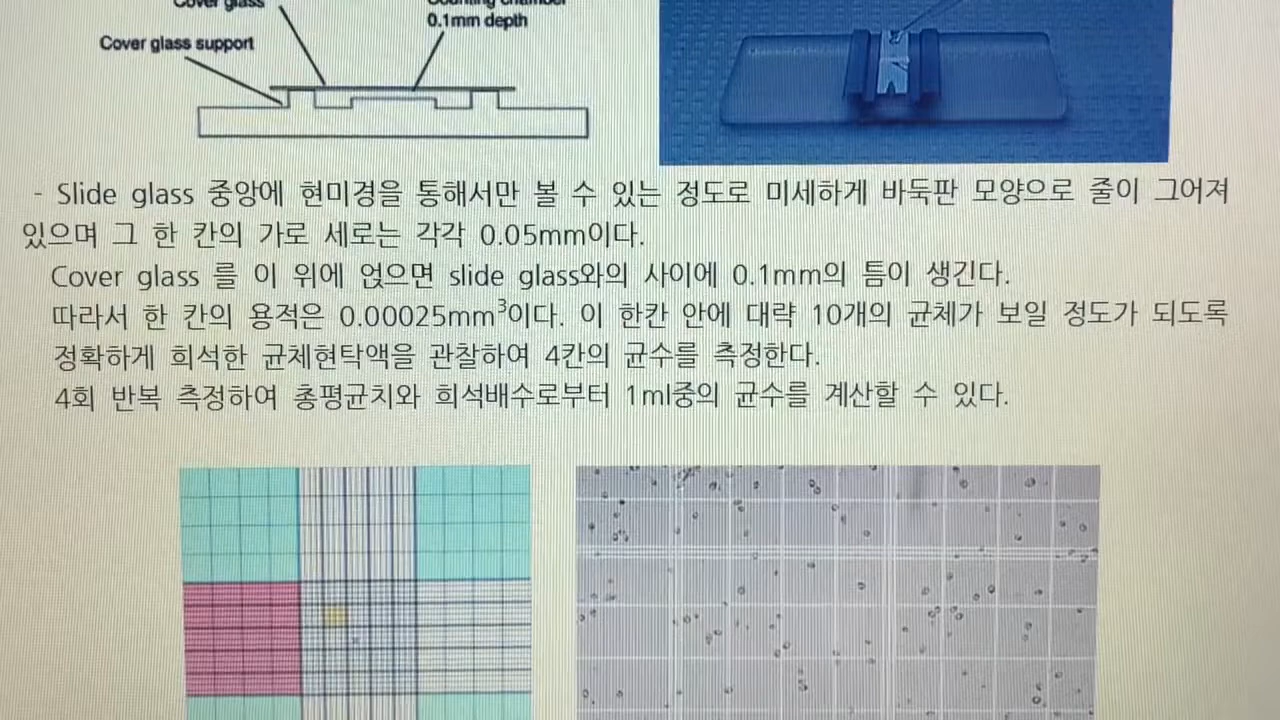 Cover glass
0.1mm depth
Cover glass support
- Slide glass 중앙에 현미경을 통해서만 볼 수 있는 정도로 미세하게 바둑판 모양으로 줄이 그어져
있으며 그 한 칸의 가로 세로는 각각 0.05mm이다.
Cover glass 를 이 위에 얹으면 slide glass와의 사이에 0.1mm의 틈이 생긴다.
따라서 한 칸의 용적은 0.00025mm³이다. 이 한칸 안에 대략 10개의 균체가 보일 정도가 되도록
정확하게 희석한 균체현탁액을 관찰하여 4칸의 균수를 측정한다.
4회 반복 측정하여 총평균치와 희석배수로부터 1ml중의 균수를 계산할 수 있다.